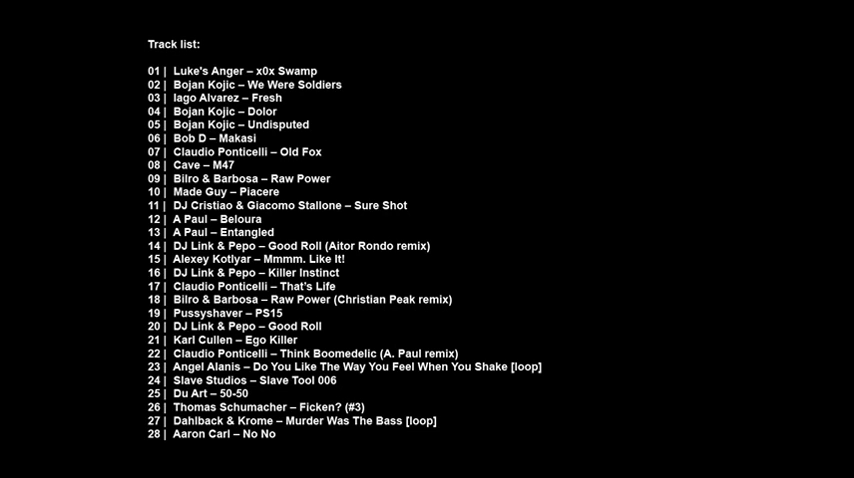 Track list:
01 | Luke's Anger – x0x Swamp
02 | Bojan Kojic – We Were Soldiers
03 | Iago Alvarez – Fresh
04 | Bojan Kojic – Dolor
05 | Bojan Kojic – Undisputed
06 | Bob D – Makasi
07 | Claudio Ponticelli – Old Fox
08 | Cave – M47
09 | Bilro & Barbosa – Raw Power
10 | Made Guy – Piacere
11 | DJ Cristiao & Giacomo Stallone – Sure Shot
12 | A Paul – Beloura
13 | A Paul – Entangled
14 | DJ Link & Pepo – Good Roll (Aitor Rondo remix)
15 | Alexey Kotlyar – Mmmm. Like It!
16 | DJ Link & Pepo – Killer Instinct
17 | Claudio Ponticelli – That's Life
18 | Bilro & Barbosa – Raw Power (Christian Peak remix)
19 | Pussyshaver – PS15
20 | DJ Link & Pepo – Good Roll
21 | Karl Cullen – Ego Killer
22 | Claudio Ponticelli – Think Boomedelic (A. Paul remix)
23 | Angel Alanis – Do You Like The Way You Feel When You Shake [loop]
24 | Slave Studios – Slave Tool 006
25 | Du Art – 50-50
26 | Thomas Schumacher – Ficken? (#3)
27 | Dahlback & Krome – Murder Was The Bass [loop]
28 | Aaron Carl – No No